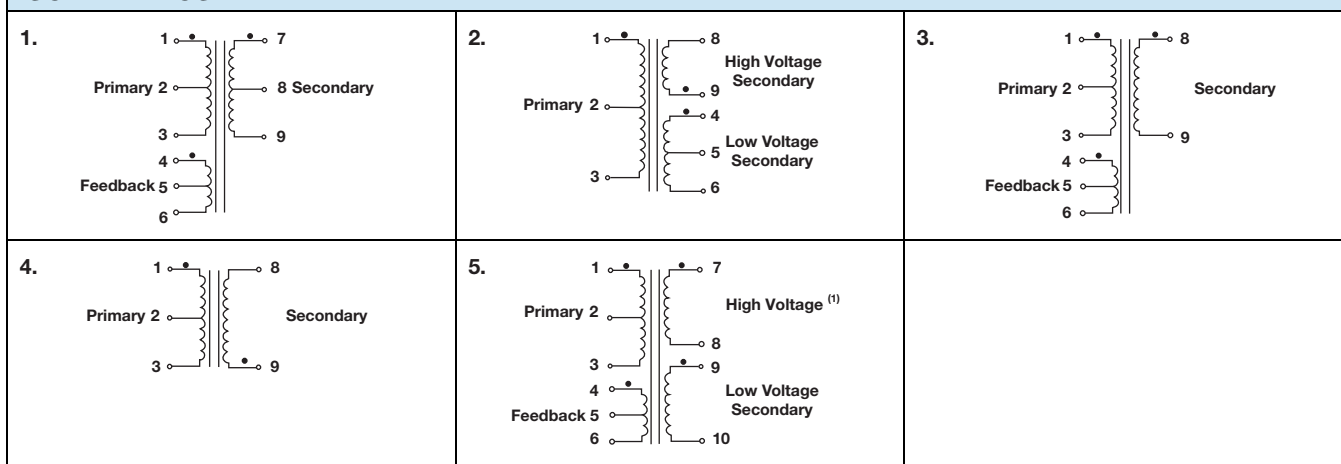 1.
1
7
Primary 2
8 Secondary
3
9
4
Feedback 5
6
2.
1
8
High Voltage
Secondary
9
Primary 2
4
5
Low Voltage
Secondary
3
6
3.
1
8
Primary 2
Secondary
3
9
4
Feedback 5
6
4.
1
8
Primary 2
Secondary
3
9
5.
1
7
High Voltage (1)
Primary 2
8
3
9
4
Low Voltage
Secondary
Feedback 5
6
10